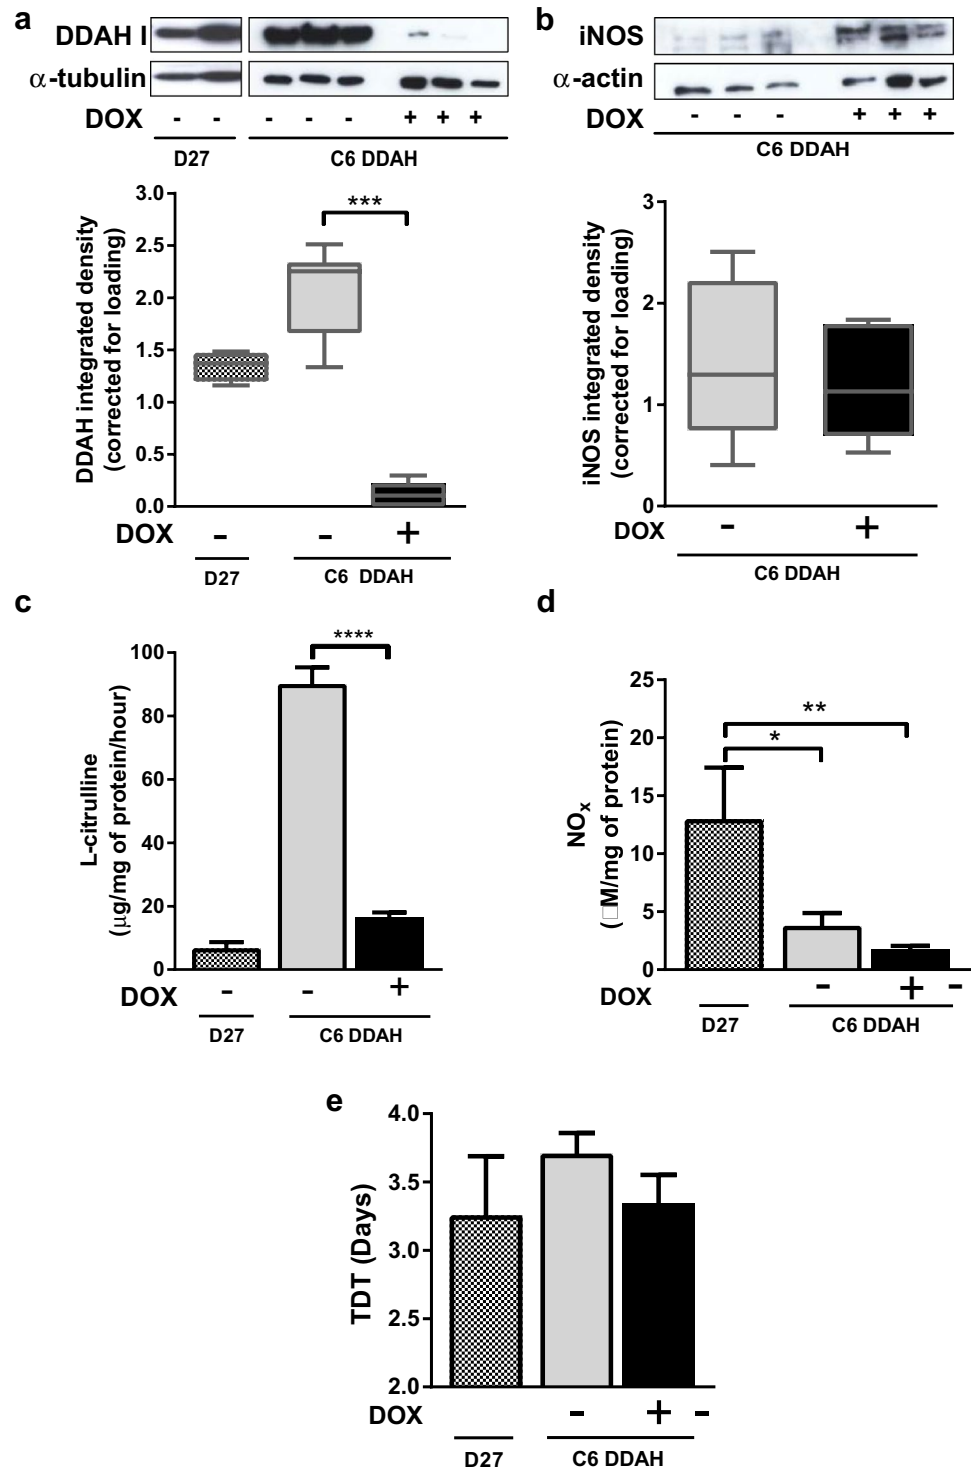 a
DDAH I
α-tubulin
DOX - - - - - + + +
D27 C6 DDAH
***
DDAH integrated density
(corrected for loading)
3.0
2.5
2.0
1.5
1.0
0.5
0.0
DOX - - +
D27 C6 DDAH
b
iNOS
α-actin
DOX - - - + + +
C6 DDAH
iNOS integrated density
(corrected for loading)
3
2
1
0
DOX - +
C6 DDAH
c
****
L-citrulline
(μg/mg of protein/hour)
100
80
60
40
20
0
DOX - - +
D27 C6 DDAH
d
**
*
NOx
(□M/mg of protein)
25
20
15
10
5
0
DOX - + -
D27 C6 DDAH
e
TDT (Days)
4.0
3.5
3.0
2.5
2.0
DOX - + -
D27 C6 DDAH